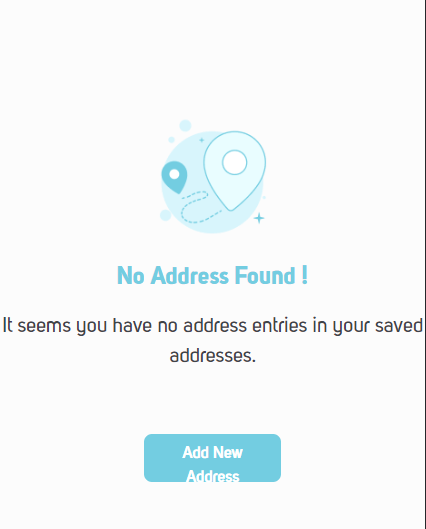 No Address Found !
It seems you have no address entries in your saved
addresses.
Add New
Address